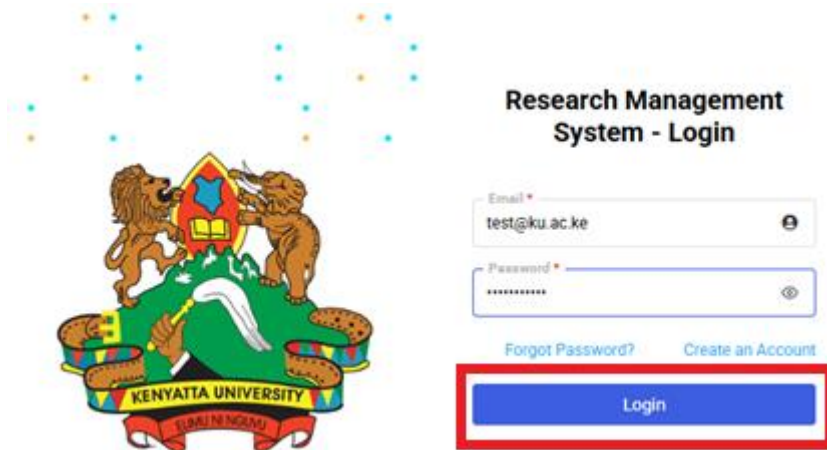 Research Management
System - Login
Email *
test@ku.ac.ke
Password *
•••••••••••
Forgot Password? Create an Account
Login
KENYATTA UNIVERSITY
ELIMU NI NGUVU